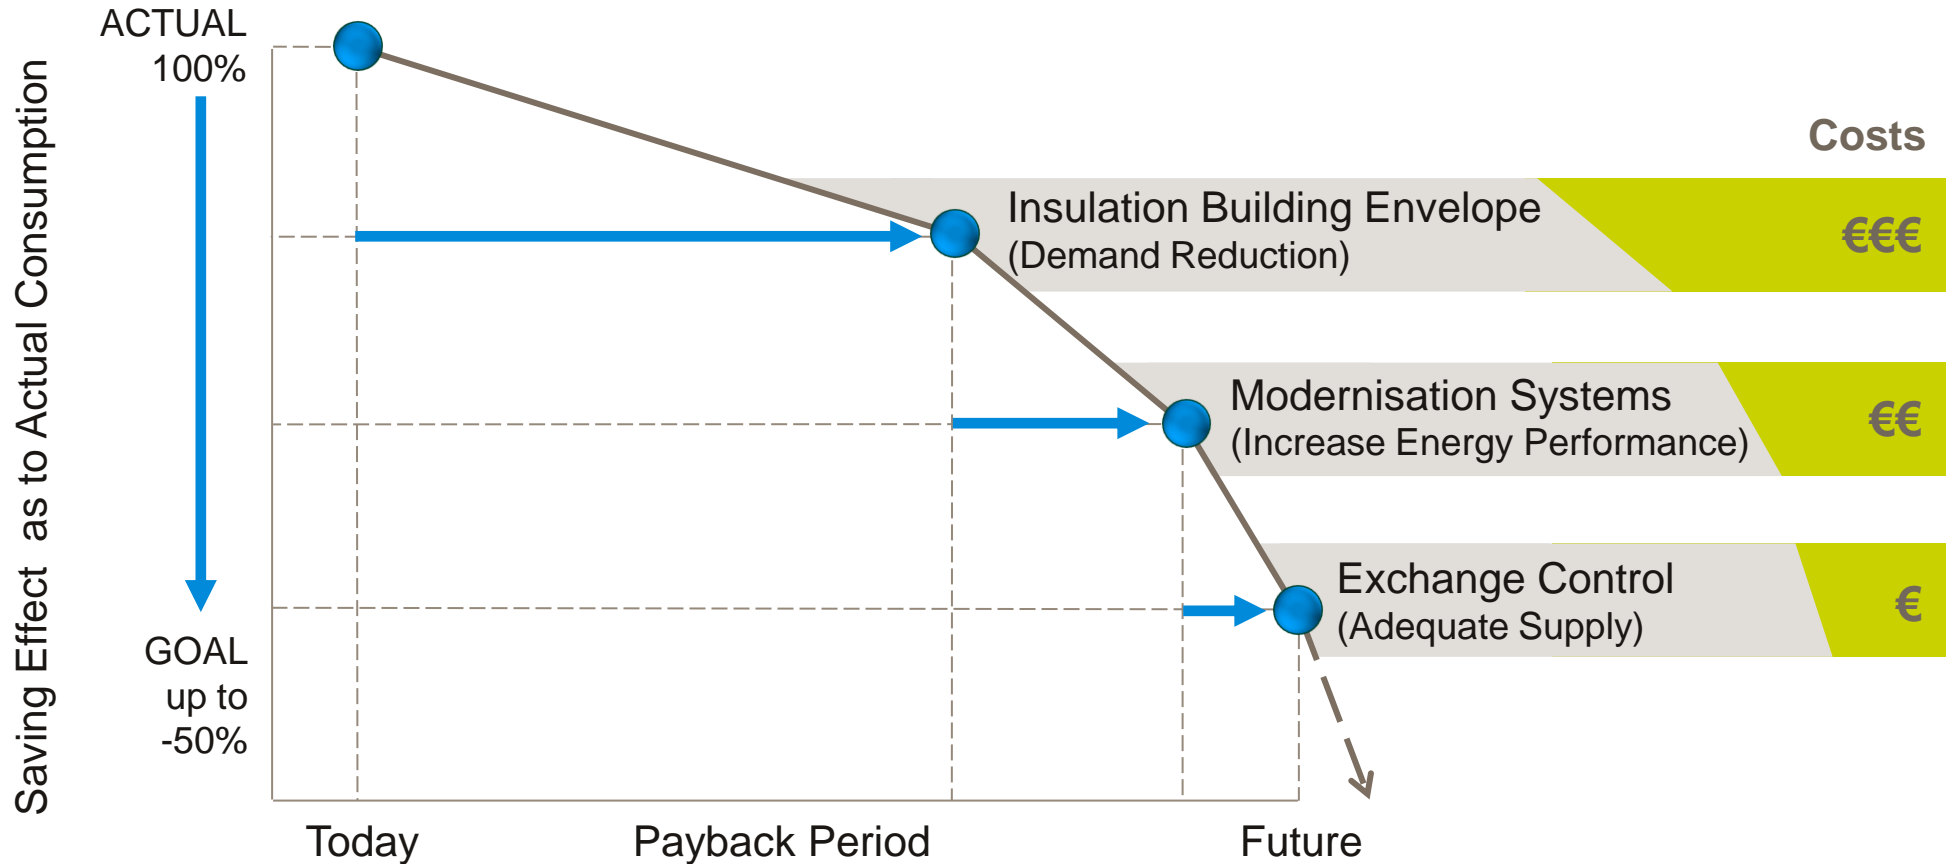 ACTUAL
100%
Saving Effect as to Actual Consumption
GOAL
up to
-50%
Costs
Insulation Building Envelope
(Demand Reduction)
€€€
Modernisation Systems
(Increase Energy Performance)
€€
Exchange Control
(Adequate Supply)
€
Today
Payback Period
Future